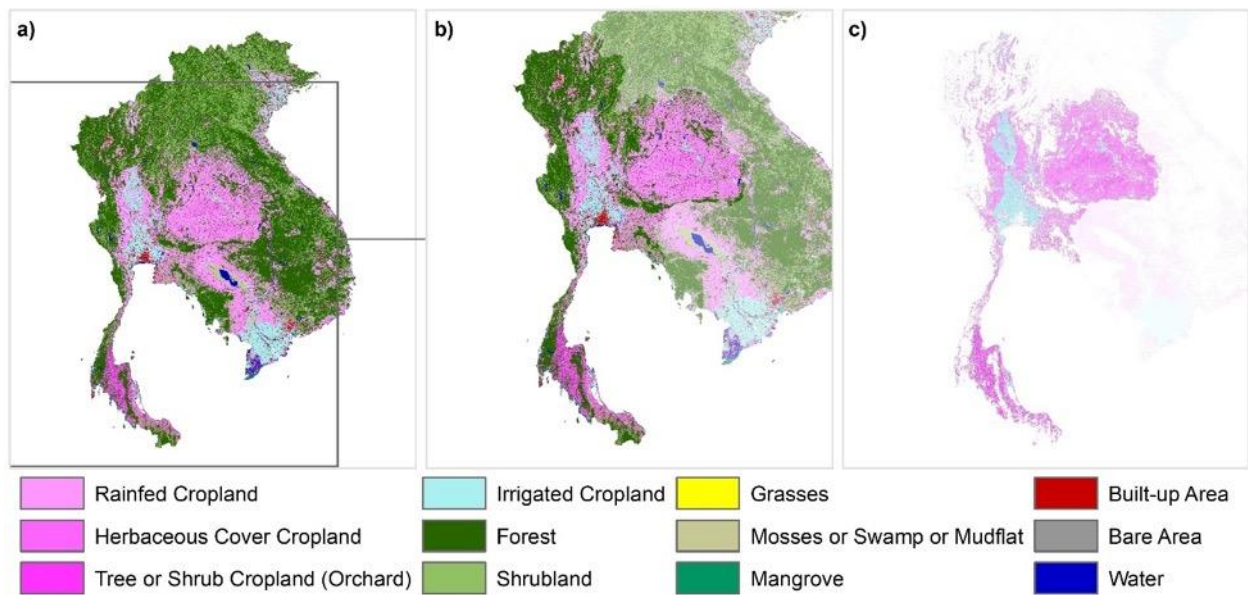 a) b) c)
Rainfed Cropland Irrigated Cropland Grasses Built-up Area
Herbaceous Cover Cropland Forest Mosses or Swamp or Mudflat Bare Area
Tree or Shrub Cropland (Orchard) Shrubland Mangrove Water